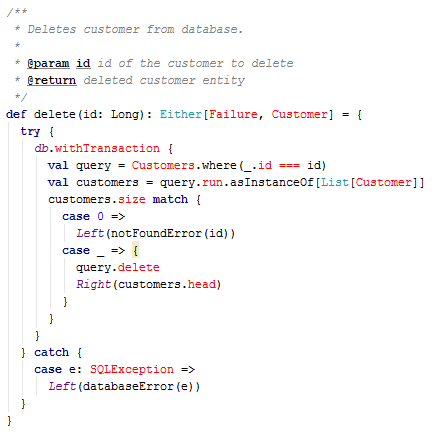 /**
 * Deletes customer from database.
 *
 * @param id id of the customer to delete
 * @return deleted customer entity
 */
def delete(id: Long): Either[Failure, Customer] = {
  try {
    db.withTransaction {
      val query = Customers.where(_.id === id)
      val customers = query.run.asInstanceOf[List[Customer]]
      customers.size match {
        case 0 =>
          Left(notFoundError(id))
        case _ => {
          query.delete
          Right(customers.head)
        }
      }
    }
  } catch {
    case e: SQLException =>
      Left(databaseError(e))
  }
}